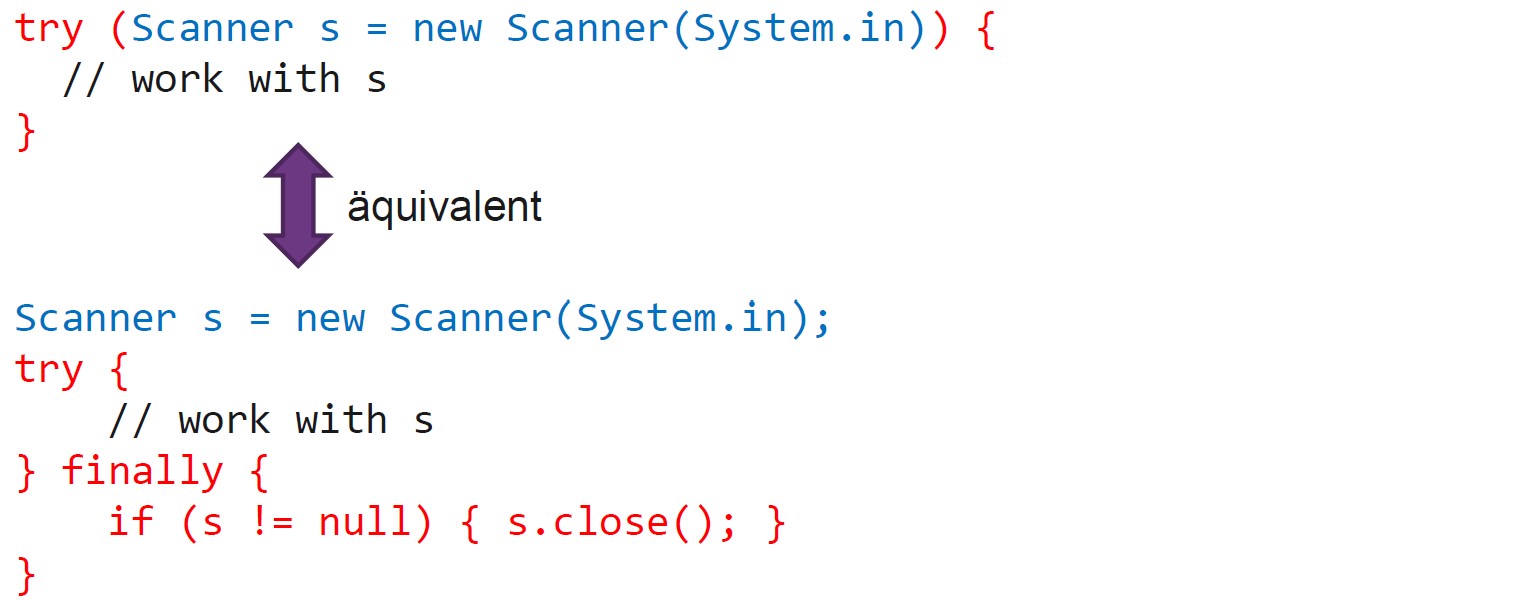 try (Scanner s = new Scanner(System.in)) {
  // work with s
}
äquivalent
Scanner s = new Scanner(System.in);
try {
    // work with s
} finally {
    if (s != null) { s.close(); }
}